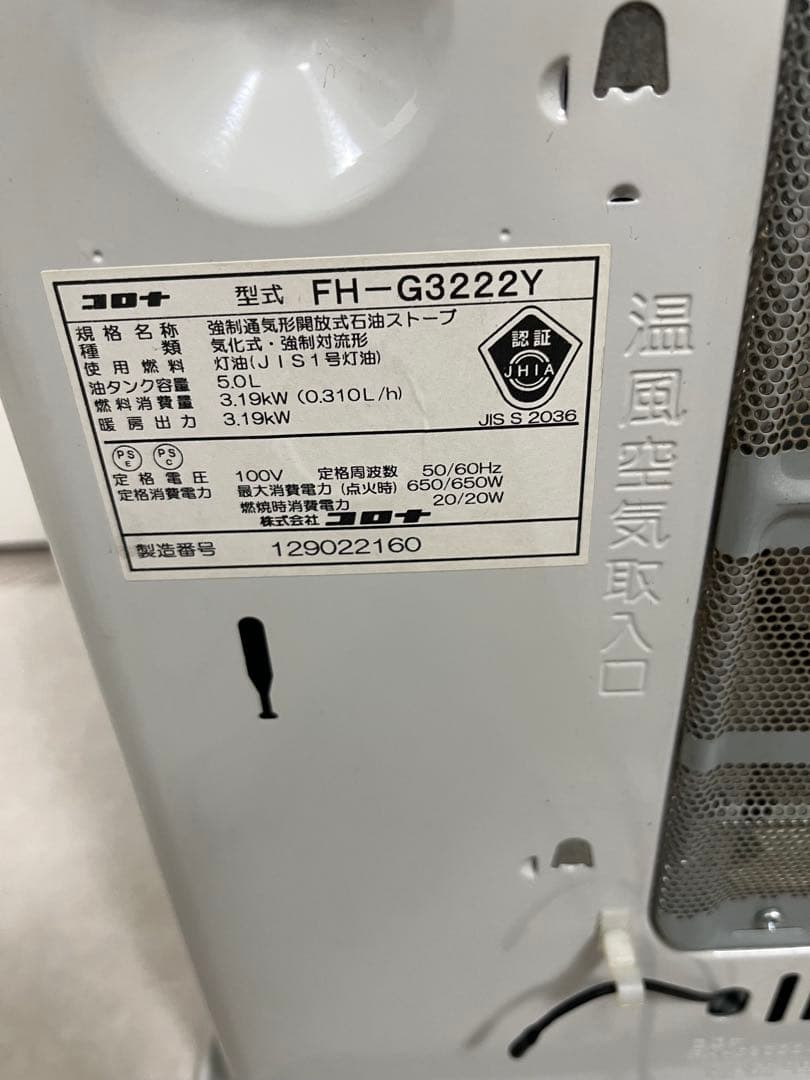 コロナ 型式 FH-G3222Y
規格名称 強制通気形開放式石油ストーブ
種類 気化式・強制対流形
使用燃料 灯油(JIS1号灯油)
油タンク容量 5.0L
燃料消費量 3.19kW (0.310L/h)
暖房出力 3.19kW
認証
JHIA
JIS S 2036
PS E PS C
定格電圧 100V 定格周波数 50/60Hz
定格消費電力 最大消費電力(点火時) 650/650W
燃焼時消費電力 20/20W
株式会社 コロナ
製造番号 129022160
温風空気取入口